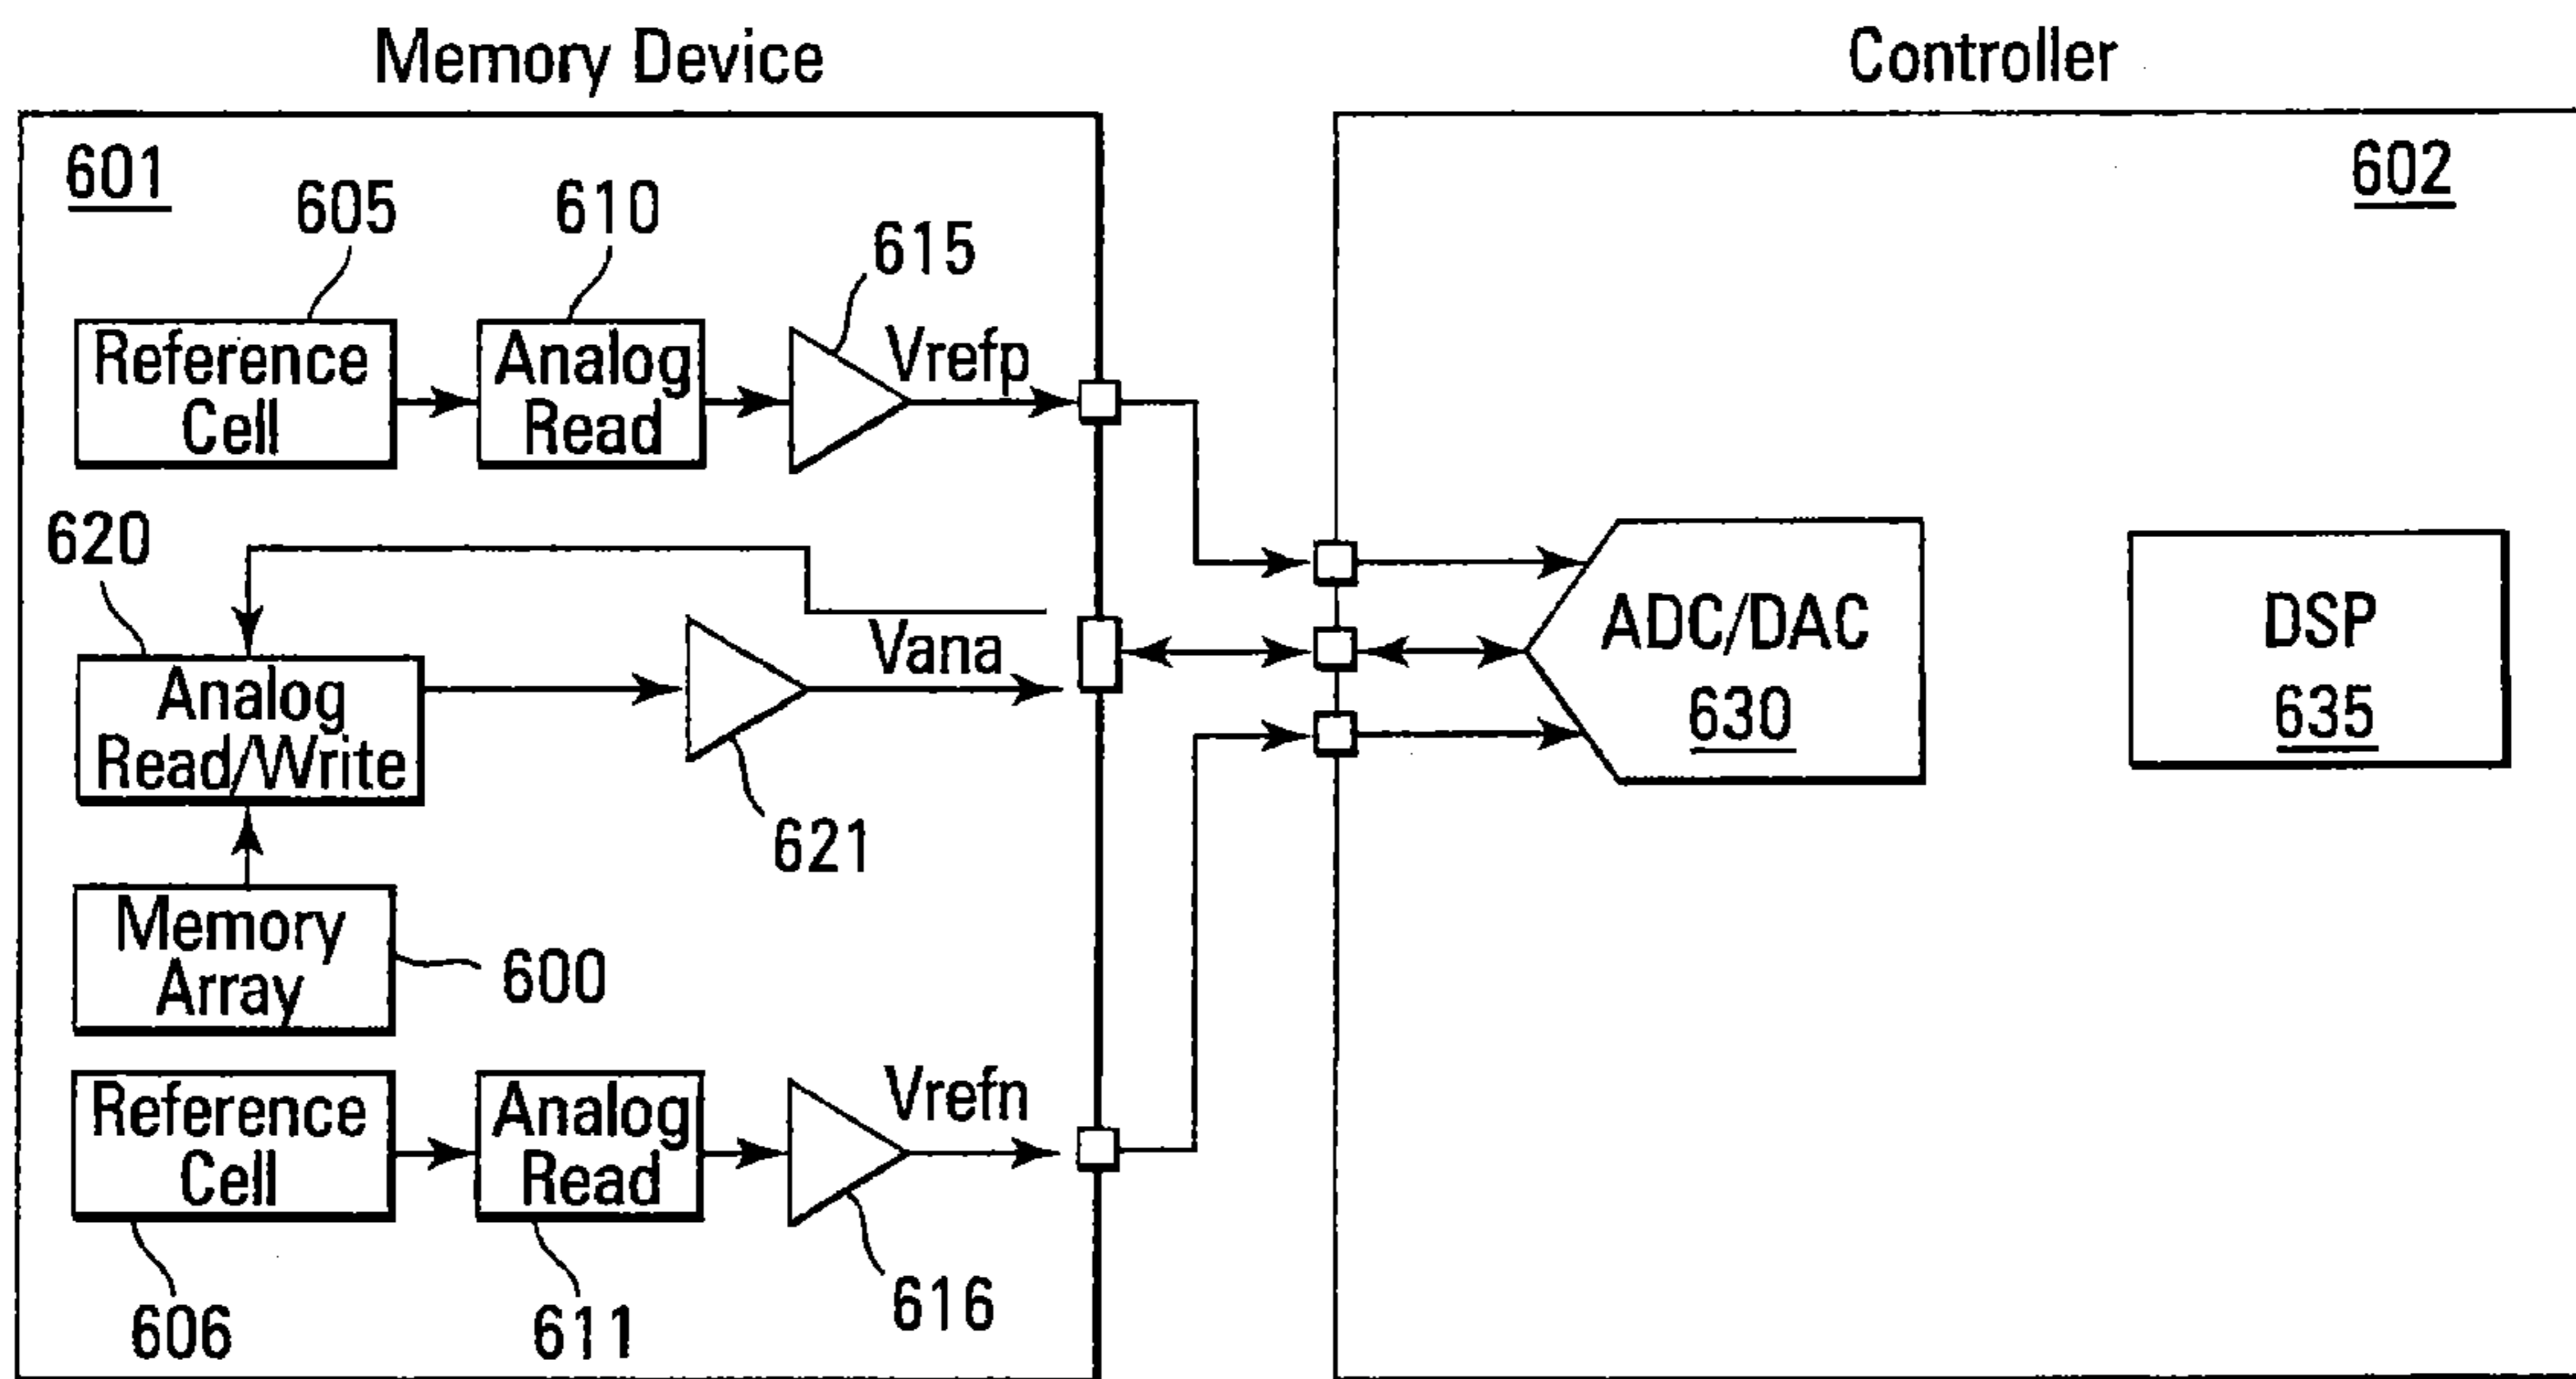 Memory Device
Controller
601
602
605
610
615
Reference
Cell
Analog
Read
Vrefp
620
Analog
Read/Write
Vana
621
ADC/DAC
630
DSP
635
Memory
Array
600
Reference
Cell
Analog
Read
Vrefn
606
611
616